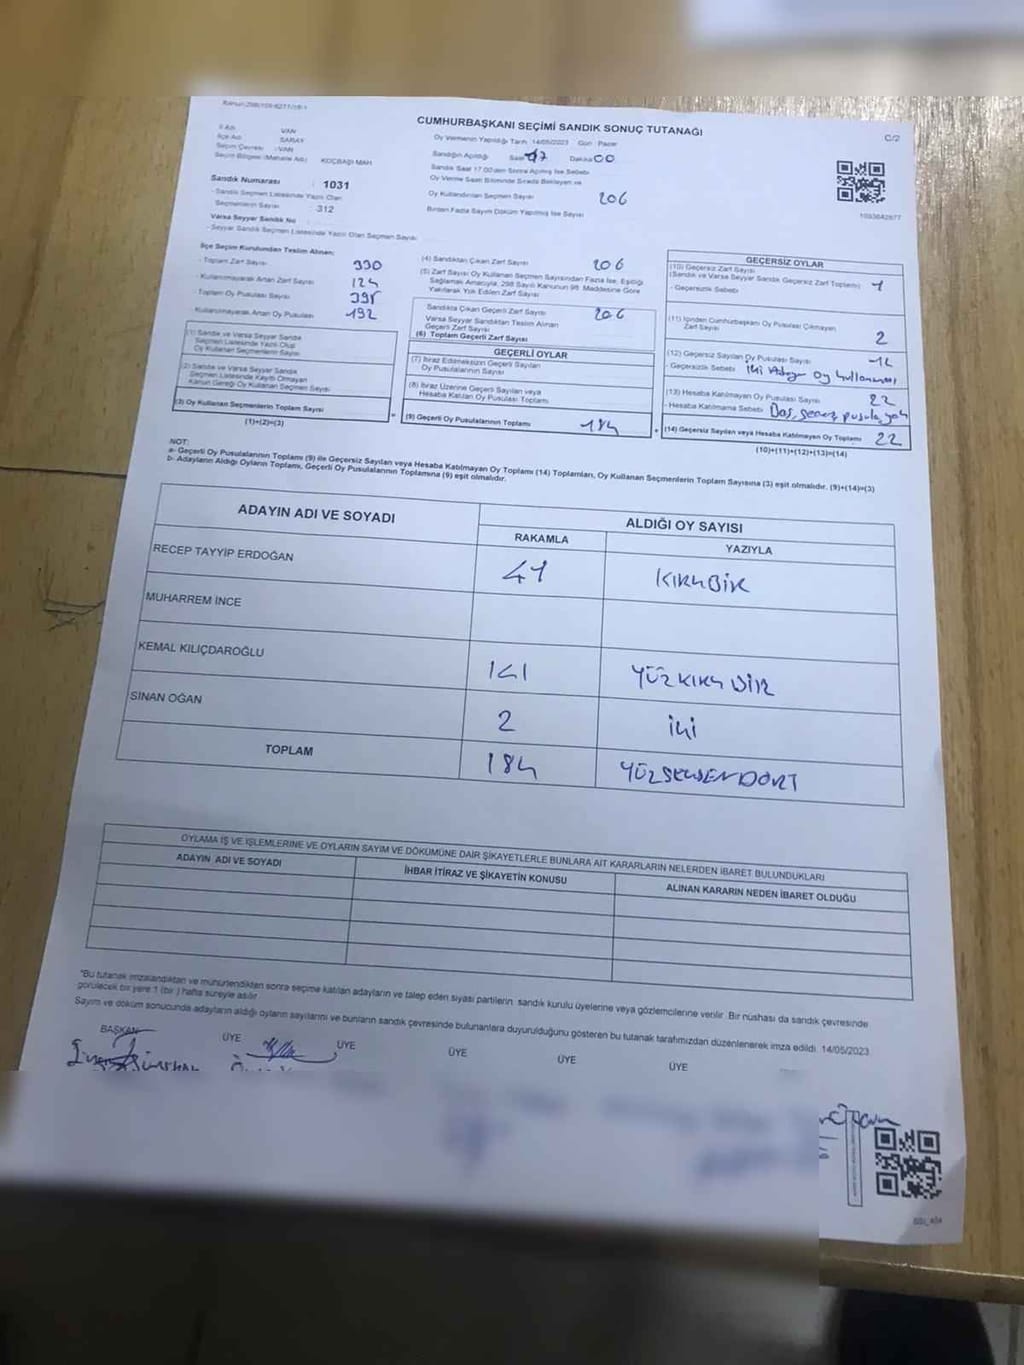 Kanun:298/105-6271/18/1
CUMHURBAŞKANI SEÇİMİ SANDIK SONUÇ TUTANAĞI
C/2
İl Adı VAN
İlçe Adı SARAY
Seçim Çevresi : VAN
Seçim Bölgesi (Mahalle Adı) KOÇBAŞI MAH
Sandık Numarası : 1031
- Sandık Seçmen Listesinde Yazılı Olan
Seçmenlerin Sayısı : 312
Varsa Seyyar Sandık No
- Seyyar Sandık Seçmen Listesinde Yazılı Olan Seçmen Sayısı
Oy Vermenin Yapıldığı Tarih 14/05/2023 Gün Pazar
Sandığın Açıldığı Saat 17 Dakika 00
Sandık Saat 17.00'den Sonra Açılmış İse Sebebi
Oy Verme Saati Bitiminde Sırada Bekleyen ve
Oy Kullandırılan Seçmen Sayısı 206
Birden Fazla Sayım Döküm Yapılmış İse Sayısı
İlçe Seçim Kurulundan Teslim Alınan:
- Toplam Zarf Sayısı 330
- Kullanılmayarak Artan Zarf Sayısı 124
- Toplam Oy Pusulası Sayısı
- Kullanılmayarak Artan Oy Pusulası 192
(1) Sandık ve Varsa Seyyar Sandık
Seçmen Listesinde Yazılı Olup
Oy Kullanan Seçmenlerin Sayısı
(2) Sandık ve Varsa Seyyar Sandık
Seçmen Listesinde Kayıtlı Olmayan
Kanun Gereği Oy Kullanan Seçmen Sayısı
(3) Oy Kullanan Seçmenlerin Toplam Sayısı
(1)+(2)=(3)
(4) Sandıktan Çıkan Zarf Sayısı 206
(5) Zarf Sayısı Oy Kullanan Seçmen Sayısından Fazla İse, Eşitliği
Sağlamak Amacıyla, 298 Sayılı Kanunun 98. Maddesine Göre
Yakılarak Yok Edilen Zarf Sayısı
Sandıkta Çıkan Geçerli Zarf Sayısı 206
Varsa Seyyar Sandıktan Teslim Alınan
Geçerli Zarf Sayısı
(6) Toplam Geçerli Zarf Sayısı
GEÇERLİ OYLAR
(7) İtiraz Edilmeksizin Geçerli Sayılan
Oy Pusulalarının Sayısı
(8) İtiraz Üzerine Geçerli Sayılan veya
Hesaba Katılan Oy Pusulası Toplamı
(9) Geçerli Oy Pusulalarının Toplamı 184
1093642877
GEÇERSİZ OYLAR
(10) Geçersiz Zarf Sayısı
(Sandık ve Varsa Seyyar Sandık Geçersiz Zarf Toplamı) 1
- Geçersizlik Sebebi
(11) İçinden Cumhurbaşkanı Oy Pusulası Çıkmayan
Zarf Sayısı 2
(12) Geçersiz Sayılan Oy Pusulası Sayısı
- Geçersizlik Sebebi İki Adaya oy kullanması
(13) Hesaba Katılmayan Oy Pusulası Sayısı 22
- Hesaba Katılmama Sebebi Boş, pusula yok
(14) Geçersiz Sayılan veya Hesaba Katılmayan Oy Toplamı 22
(10)+(11)+(12)+(13)=(14)
NOT:
a- Geçerli Oy Pusulalarının Toplamı (9) ile Geçersiz Sayılan veya Hesaba Katılmayan Oy Toplamı (14) Toplamları, Oy Kullanan Seçmenlerin Toplam Sayısına (3) eşit olmalıdır. (9)+(14)=(3)
b- Adayların Aldığı Oyların Toplamı, Geçerli Oy Pusulalarının Toplamına (9) eşit olmalıdır.
ADAYIN ADI VE SOYADI ALDIĞI OY SAYISI
RAKAMLA YAZIYLA
RECEP TAYYİP ERDOĞAN 41 KIRKBİR
MUHARREM İNCE
KEMAL KILIÇDAROĞLU 141 YÜZKIRKBİR
SİNAN OĞAN 2 İKİ
TOPLAM 184 YÜZSEKSENDÖRT
OYLAMA İŞ VE İŞLEMLERİNE VE OYLARIN SAYIM VE DÖKÜMÜNE DAİR ŞİKAYETLERLE BUNLARA AİT KARARLARIN NELERDEN İBARET BULUNDUKLARI
ADAYIN ADI VE SOYADI İHBAR İTİRAZ VE ŞİKAYETİN KONUSU ALINAN KARARIN NEDEN İBARET OLDUĞU
"Bu tutanak imzalandıktan ve mühürlendikten sonra seçime katılan adayların ve talep eden siyasi partilerin, sandık kurulu üyelerine veya gözlemcilerine verilir. Bir nüshası da sandık çevresinde
görülecek bir yere 1 (bir ) hafta süreyle asılır
Sayım ve döküm sonucunda adayların aldığı oyların sayılarını ve bunların sandık çevresinde bulunanlara duyurulduğunu gösteren bu tutanak tarafımızdan düzenlenerek imza edildi. 14/05/2023
BAŞKAN ÜYE ÜYE ÜYE ÜYE ÜYE